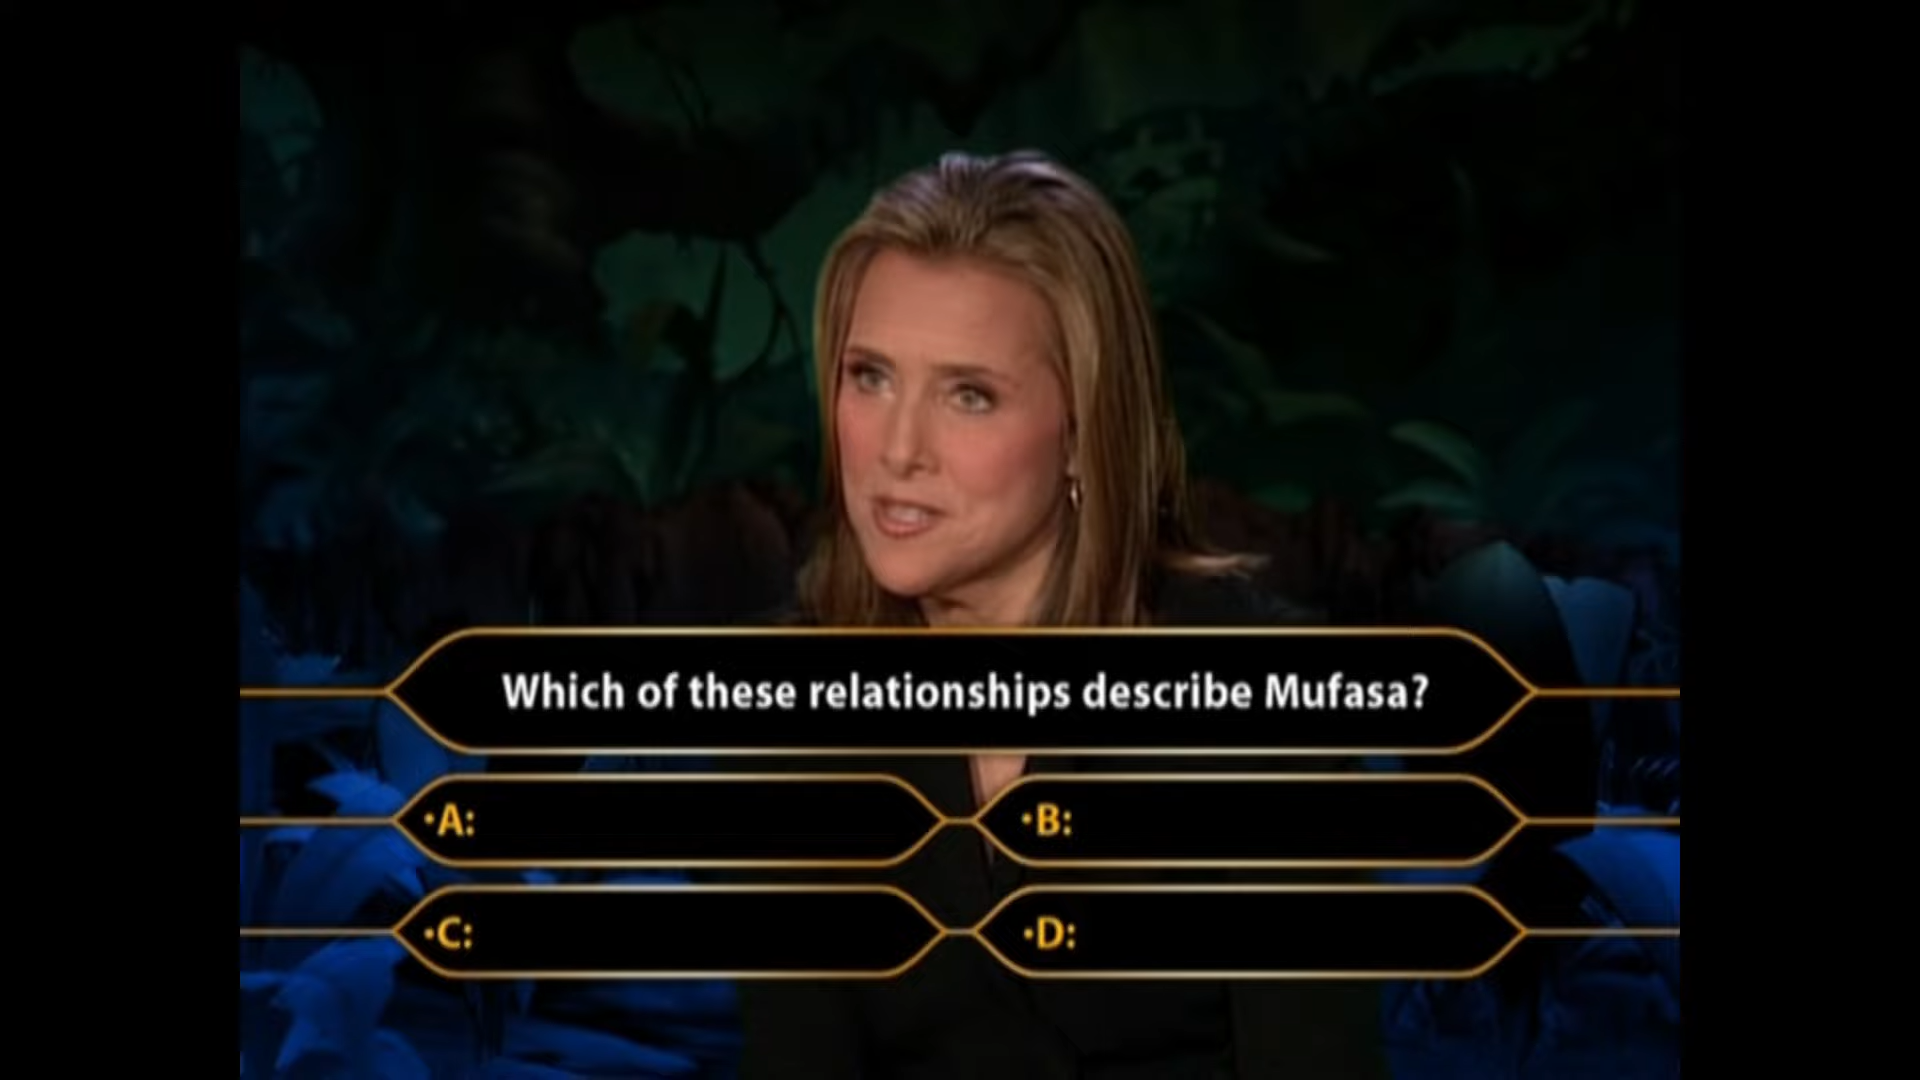 Which of these relationships describe Mufasa?
•A:
•B:
•C:
•D: